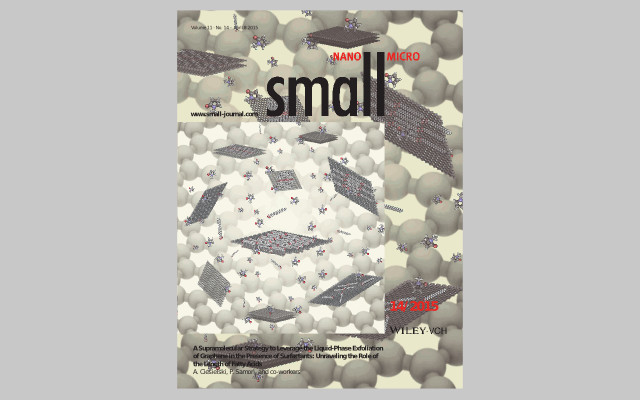 Volume 11 · No. 14 · April 8 2015
NANO MICRO
small
www.small-journal.com
14/2015
WILEY-VCH
A Supramolecular Strategy to Leverage the Liquid-Phase Exfoliation
of Graphene in the Presence of Surfactants: Unraveling the Role of
the Length of Fatty Acids
A. Ciesielski, P. Samorì, and co-workers